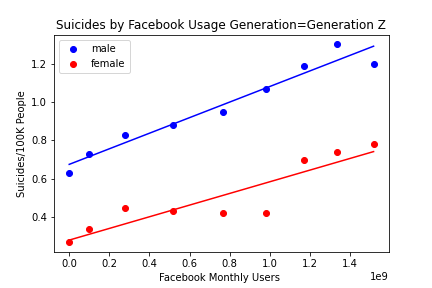 Suicides by Facebook Usage Generation=Generation Z
male
female
Suicides/100K People
1.2
1.0
0.8
0.6
0.4
0.0 0.2 0.4 0.6 0.8 1.0 1.2 1.4
1e9
Facebook Monthly Users